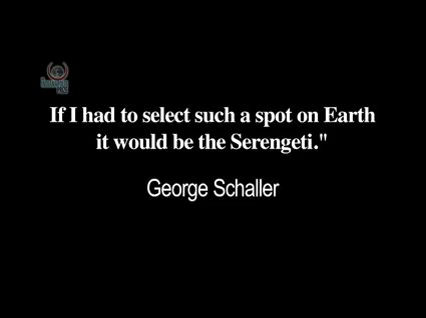 If I had to select such a spot on Earth
it would be the Serengeti."
George Schaller